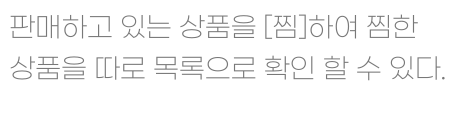 판매하고 있는 상품을 [찜]하여 찜한
상품을 따로 목록으로 확인 할 수 있다.